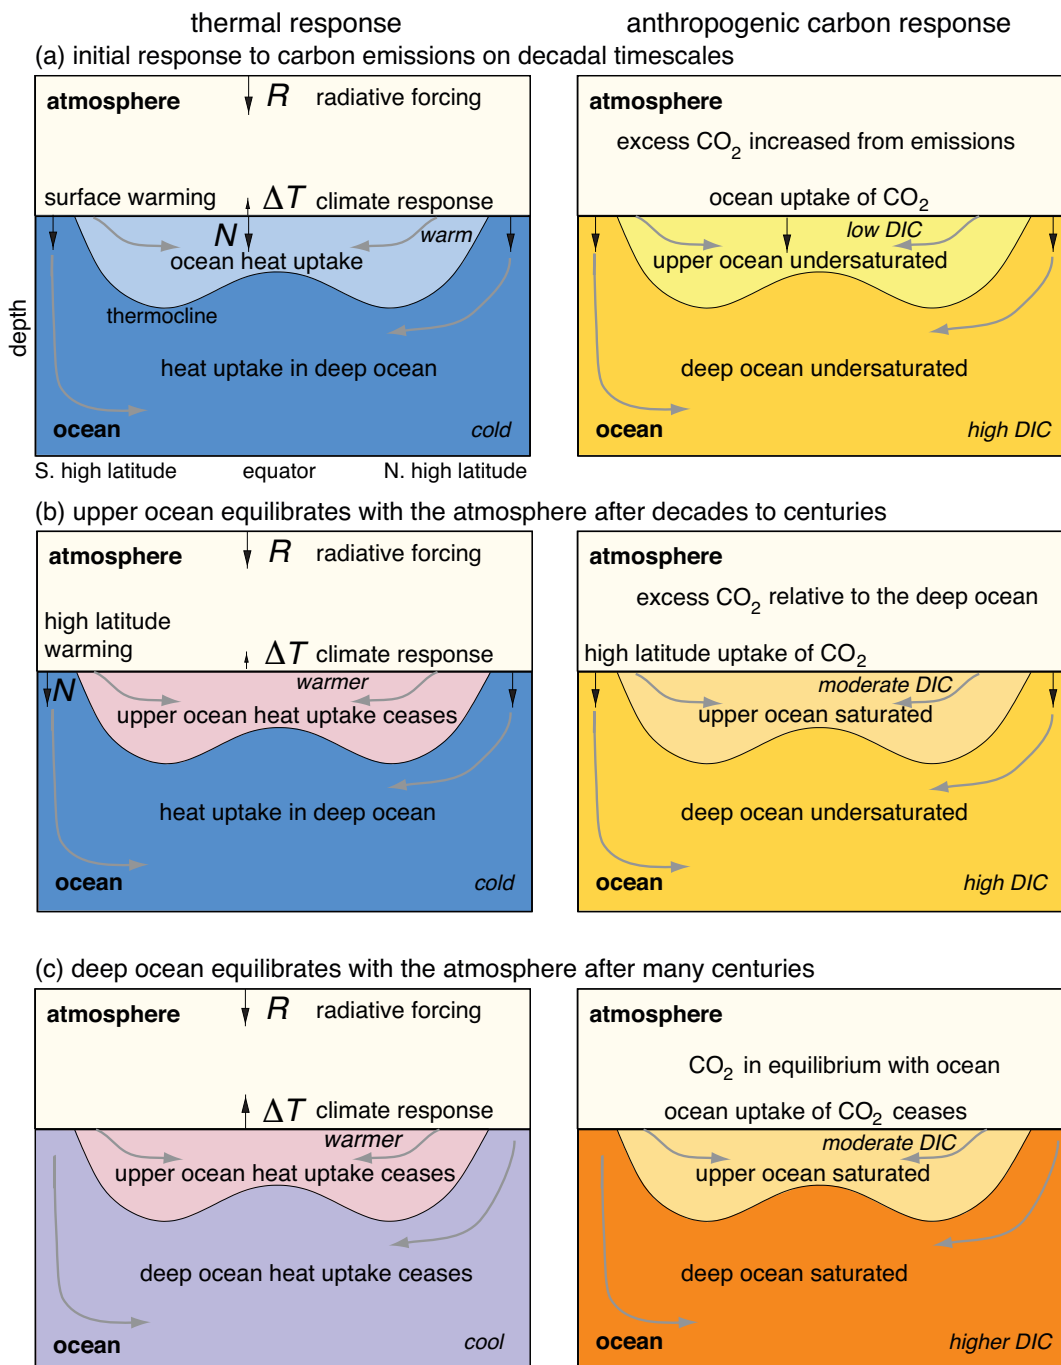 thermal response
anthropogenic carbon response
(a) initial response to carbon emissions on decadal timescales
atmosphere
R radiative forcing
surface warming
ΔT climate response
N
warm
ocean heat uptake
thermocline
depth
heat uptake in deep ocean
ocean
cold
S. high latitude
equator
N. high latitude
atmosphere
excess CO₂ increased from emissions
ocean uptake of CO₂
low DIC
upper ocean undersaturated
deep ocean undersaturated
ocean
high DIC
(b) upper ocean equilibrates with the atmosphere after decades to centuries
atmosphere
R radiative forcing
high latitude
warming
ΔT climate response
N
warmer
upper ocean heat uptake ceases
heat uptake in deep ocean
ocean
cold
atmosphere
excess CO₂ relative to the deep ocean
high latitude uptake of CO₂
moderate DIC
upper ocean saturated
deep ocean undersaturated
ocean
high DIC
(c) deep ocean equilibrates with the atmosphere after many centuries
atmosphere
R radiative forcing
ΔT climate response
warmer
upper ocean heat uptake ceases
deep ocean heat uptake ceases
ocean
cool
atmosphere
CO₂ in equilibrium with ocean
ocean uptake of CO₂ ceases
moderate DIC
upper ocean saturated
deep ocean saturated
ocean
higher DIC